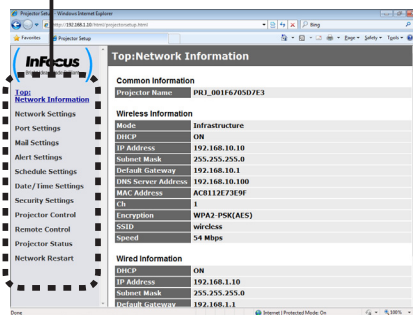 Projector Setup - Windows Internet Explorer
http://192.168.1.10/html/projectorsetup.html
Bing
Favorites Projector Setup
Page Safety Tools
InFocus
Top:
Network Information
Network Settings
Port Settings
Mail Settings
Alert Settings
Schedule Settings
Date/Time Settings
Security Settings
Projector Control
Remote Control
Projector Status
Network Restart
Top:Network Information
Common Information
Projector Name PRJ_001F6705D7E3
Wireless Information
Mode Infrastructure
DHCP ON
IP Address 192.168.10.10
Subnet Mask 255.255.255.0
Default Gateway 192.168.10.1
DNS Server Address 192.168.10.100
MAC Address AC8112E73E9F
Ch 1
Encryption WPA2-PSK(AES)
SSID wireless
Speed 54 Mbps
Wired Information
DHCP ON
IP Address 192.168.1.10
Subnet Mask 255.255.255.0
Default Gateway 192.168.1.1
Done Internet | Protected Mode: On 100%